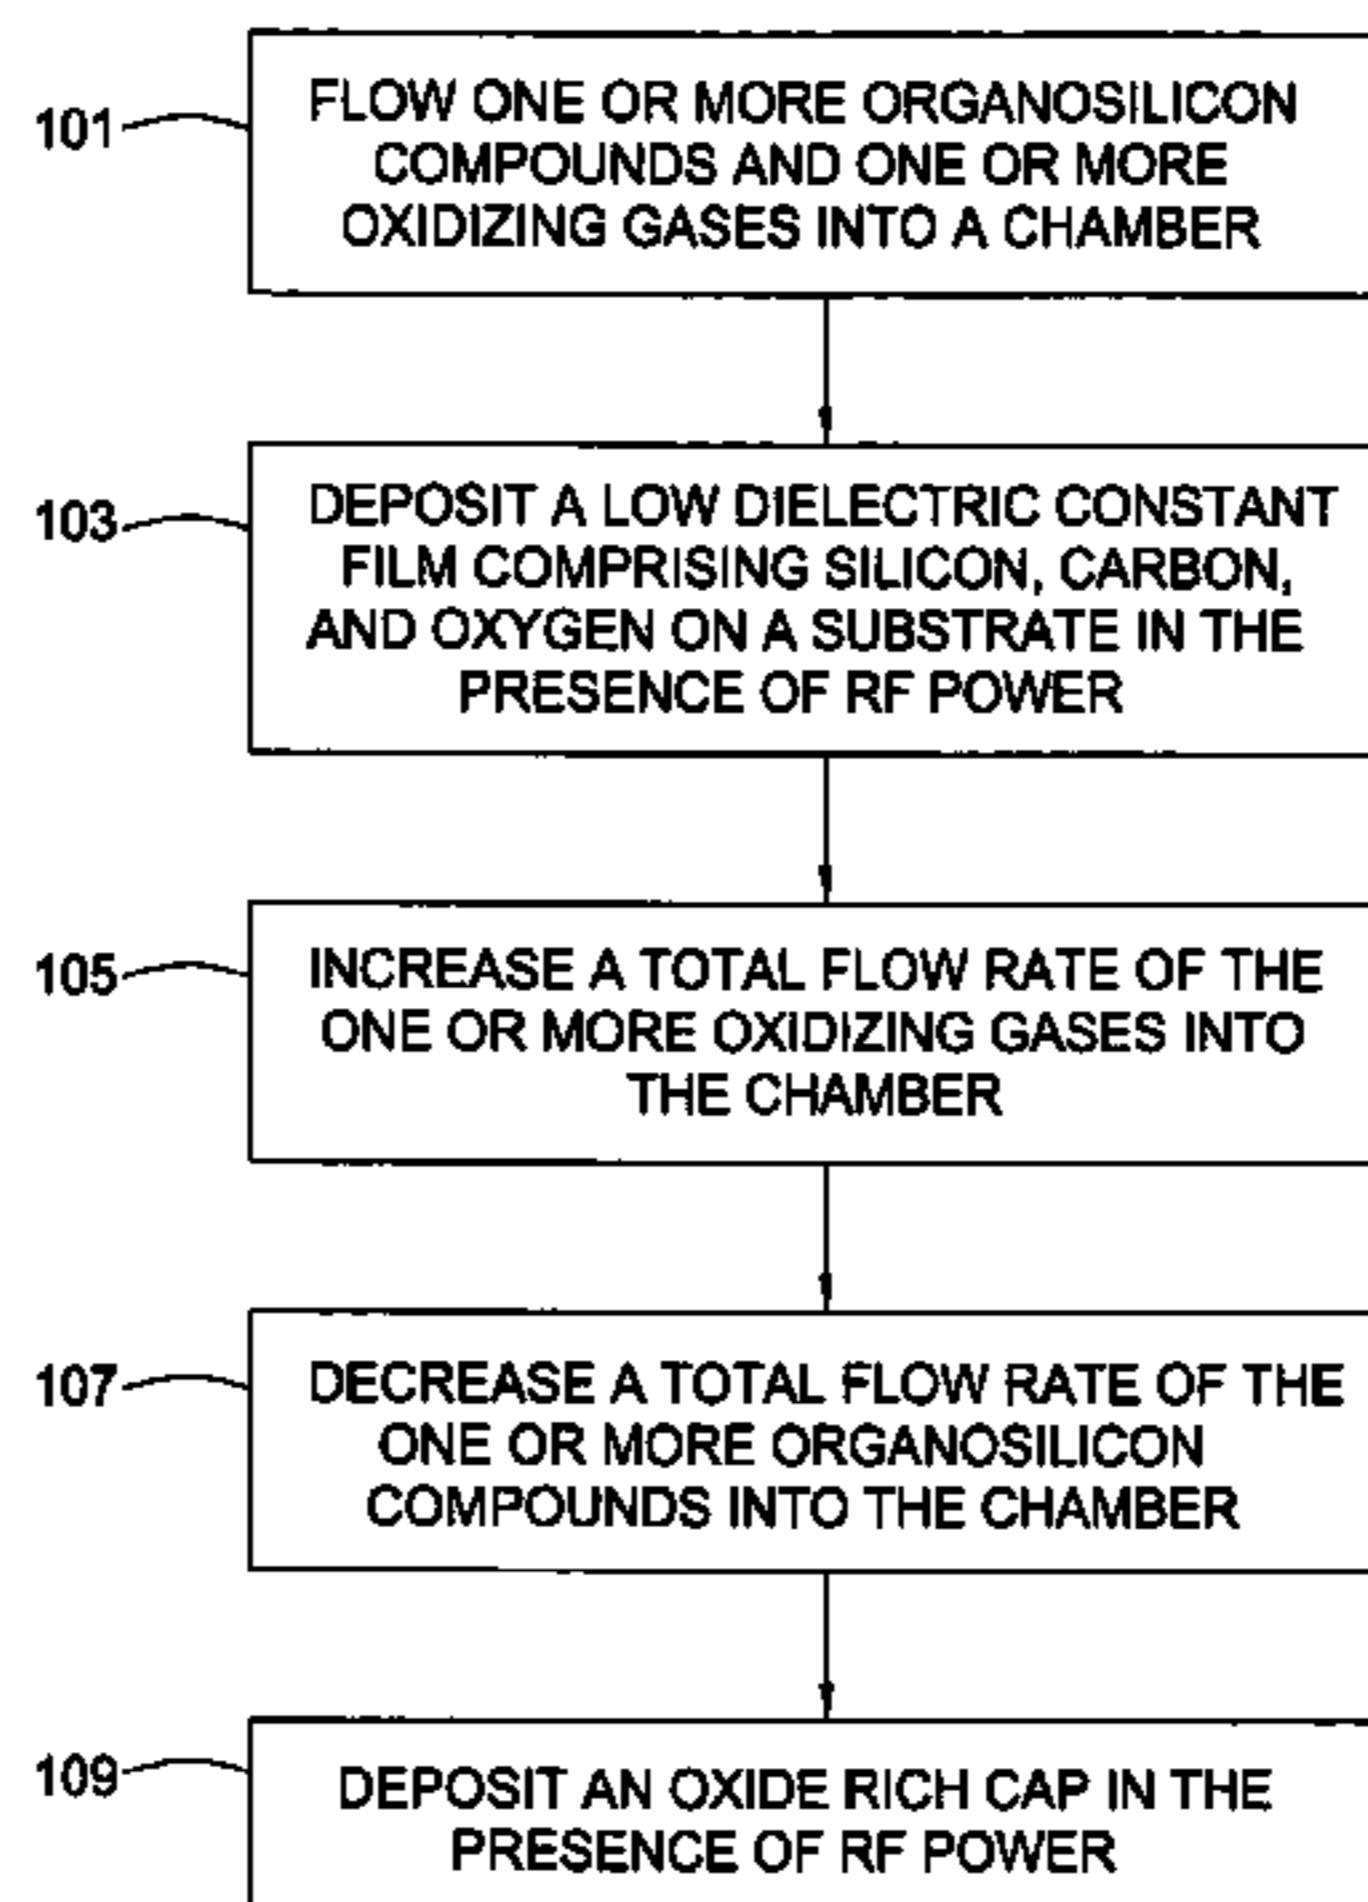 101
FLOW ONE OR MORE ORGANOSILICON
COMPOUNDS AND ONE OR MORE
OXIDIZING GASES INTO A CHAMBER
103
DEPOSIT A LOW DIELECTRIC CONSTANT
FILM COMPRISING SILICON, CARBON,
AND OXYGEN ON A SUBSTRATE IN THE
PRESENCE OF RF POWER
105
INCREASE A TOTAL FLOW RATE OF THE
ONE OR MORE OXIDIZING GASES INTO
THE CHAMBER
107
DECREASE A TOTAL FLOW RATE OF THE
ONE OR MORE ORGANOSILICON
COMPOUNDS INTO THE CHAMBER
109
DEPOSIT AN OXIDE RICH CAP IN THE
PRESENCE OF RF POWER